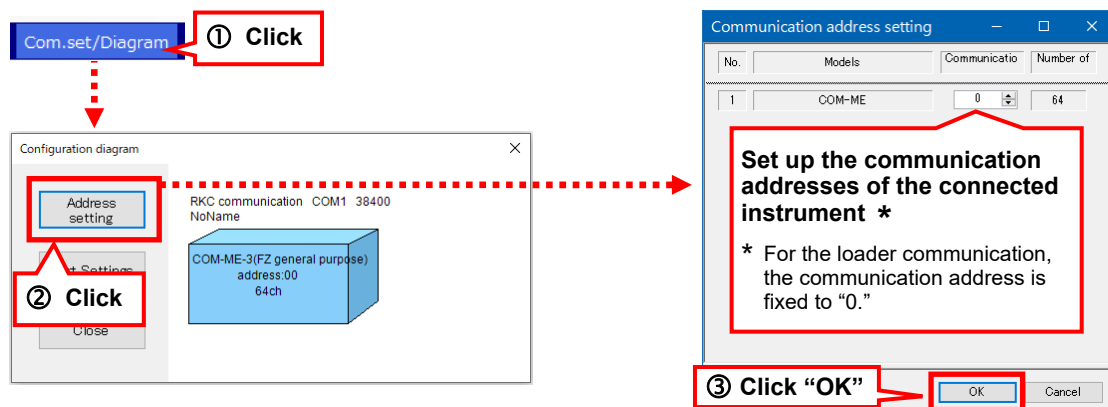 Com.set/Diagram
① Click
Configuration diagram
Address
setting
RKC communication COM1 38400
NoName
COM-ME-3(FZ general purpose)
address:00
64ch
Settings
② Click
Close
Communication address setting
No. Models Communicatio Number of
1 COM-ME 0 64
Set up the communication
addresses of the connected
instrument *
* For the loader communication,
the communication address is
fixed to “0.”
③ Click “OK”
OK Cancel